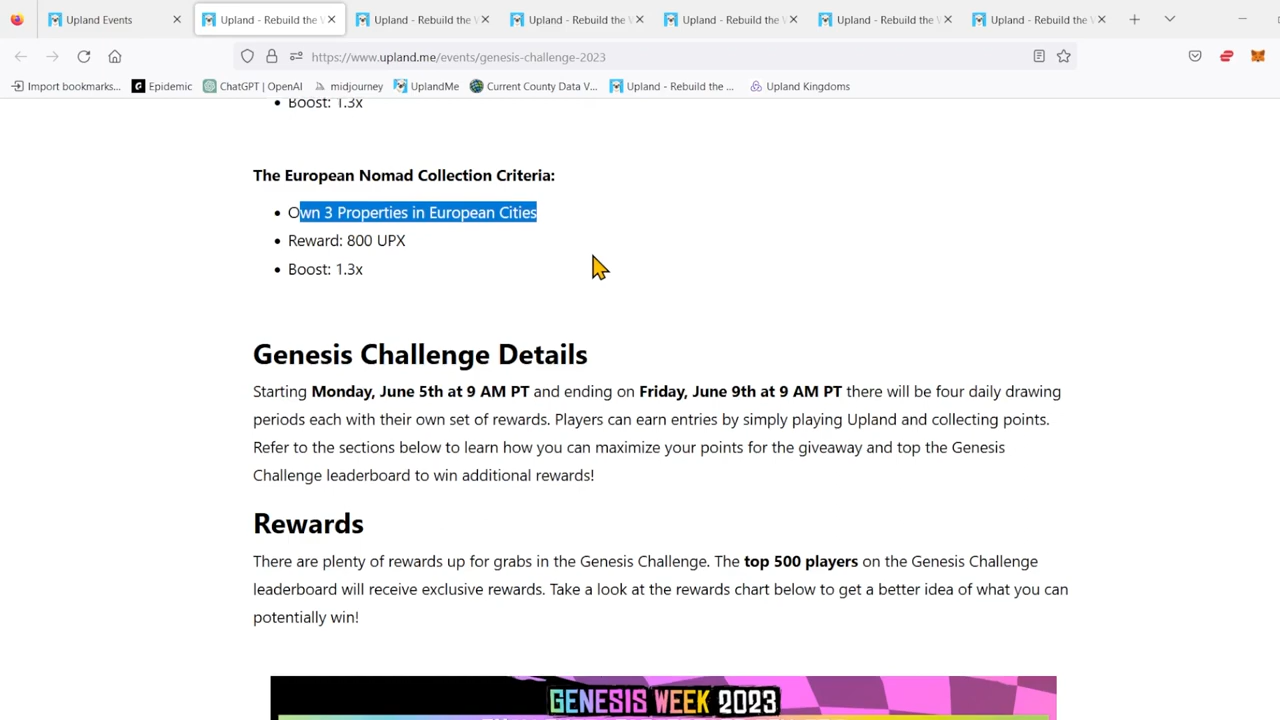 Upland Events
Upland - Rebuild the W
Upland - Rebuild the W
Upland - Rebuild the W
Upland - Rebuild the W
Upland - Rebuild the W
Upland - Rebuild the W
https://www.upland.me/events/genesis-challenge-2023
Import bookmarks...
Epidemic
ChatGPT | OpenAI
midjourney
UplandMe
Current County Data V...
Upland - Rebuild the ...
Upland Kingdoms
Boost: 1.3x
The European Nomad Collection Criteria:
Own 3 Properties in European Cities
Reward: 800 UPX
Boost: 1.3x
Genesis Challenge Details
Starting Monday, June 5th at 9 AM PT and ending on Friday, June 9th at 9 AM PT there will be four daily drawing
periods each with their own set of rewards. Players can earn entries by simply playing Upland and collecting points.
Refer to the sections below to learn how you can maximize your points for the giveaway and top the Genesis
Challenge leaderboard to win additional rewards!
Rewards
There are plenty of rewards up for grabs in the Genesis Challenge. The top 500 players on the Genesis Challenge
leaderboard will receive exclusive rewards. Take a look at the rewards chart below to get a better idea of what you can
potentially win!
GENESIS WEEK 2023